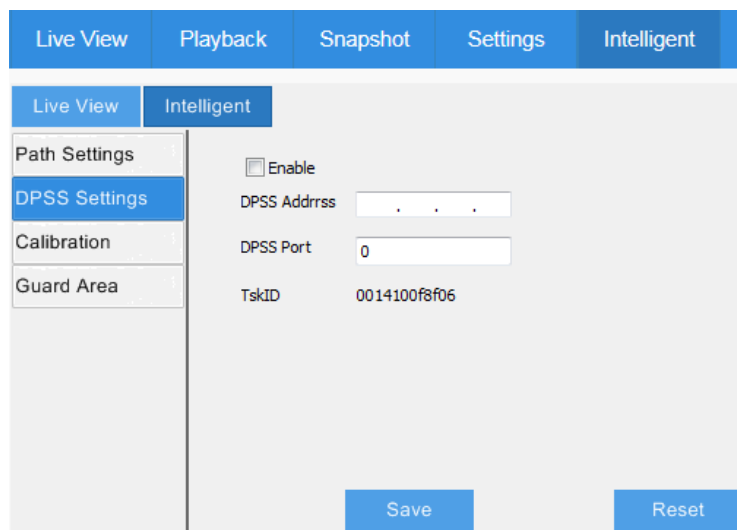 Live View Playback Snapshot Settings Intelligent
Live View Intelligent
Path Settings
DPSS Settings
Calibration
Guard Area
Enable
DPSS Addrrss . . .
DPSS Port 0
TskID 0014100f8f06
Save Reset